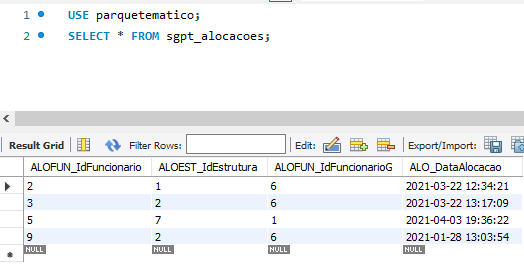 1 USE parquetematico;
2 SELECT * FROM sgpt_alocacoes;
Result Grid Filter Rows: Edit: Export/Import:
ALOFUN_IdFuncionario ALOEST_IdEstrutura ALOFUN_IdFuncionarioG ALO_DataAlocacao
2 1 6 2021-03-22 12:34:21
3 2 6 2021-03-22 13:17:09
5 7 1 2021-04-03 19:36:22
9 2 6 2021-01-28 13:03:54
NULL NULL NULL NULL